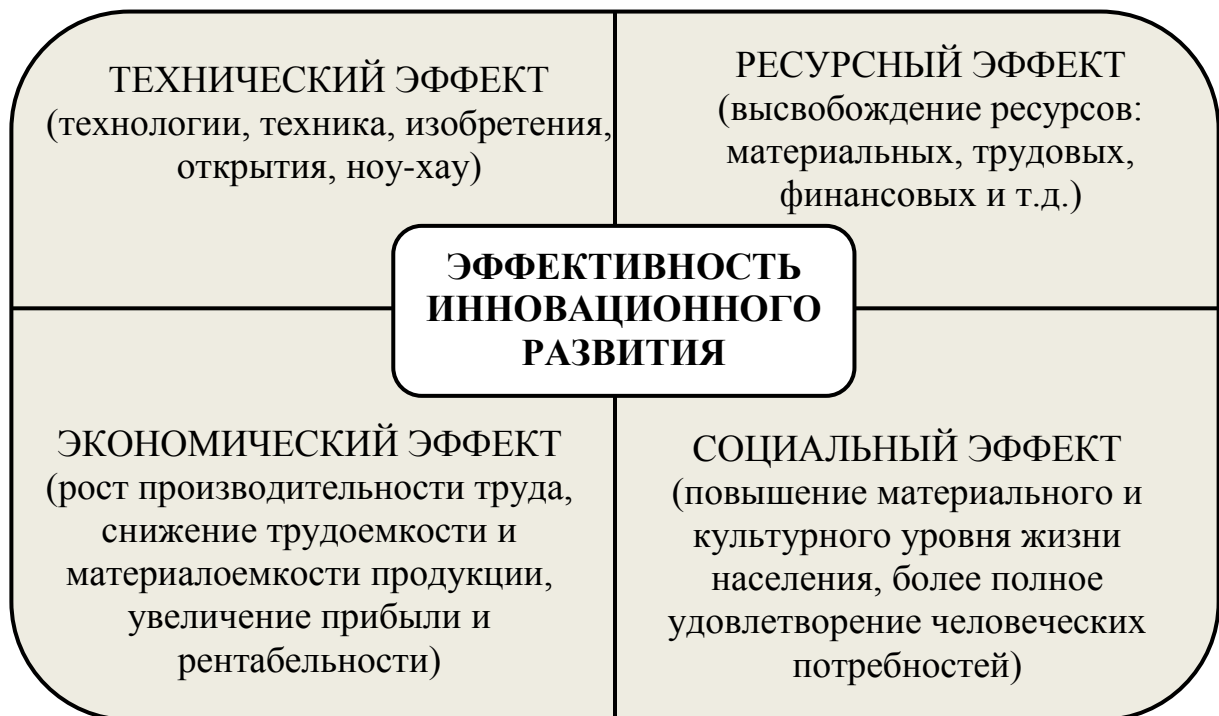 ТЕХНИЧЕСКИЙ ЭФФЕКТ
(технологии, техника, изобретения,
открытия, ноу-хау)
РЕСУРСНЫЙ ЭФФЕКТ
(высвобождение ресурсов:
материальных, трудовых,
финансовых и т.д.)
ЭФФЕКТИВНОСТЬ
ИННОВАЦИОННОГО
РАЗВИТИЯ
ЭКОНОМИЧЕСКИЙ ЭФФЕКТ
(рост производительности труда,
снижение трудоемкости и
материалоемкости продукции,
увеличение прибыли и
рентабельности)
СОЦИАЛЬНЫЙ ЭФФЕКТ
(повышение материального и
культурного уровня жизни
населения, более полное
удовлетворение человеческих
потребностей)